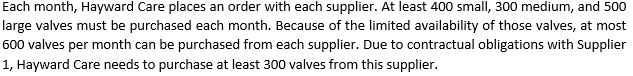 Each month, Hayward Care places an order with each supplier. At least 400 small, 300 medium, and 500
large valves must be purchased each month. Because of the limited availability of those valves, at most
600 valves per month can be purchased from each supplier. Due to contractual obligations with Supplier
1, Hayward Care needs to purchase at least 300 valves from this supplier.